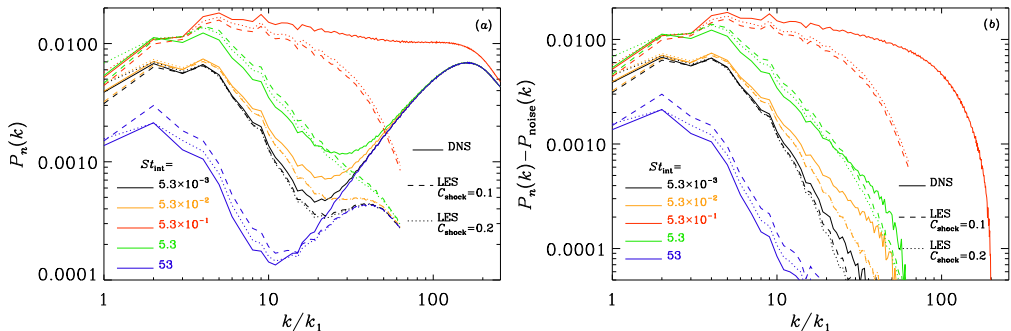 (a)
0.0100
0.0010
0.0001
P_n(k)
St_int=
5.3×10^-3
5.3×10^-2
5.3×10^-1
5.3
53
DNS
LES
C_shock=0.1
LES
C_shock=0.2
1
10
100
k/k_1
(b)
0.0100
0.0010
0.0001
P_n(k)−P_noise(k)
St_int=
5.3×10^-3
5.3×10^-2
5.3×10^-1
5.3
53
DNS
LES
C_shock=0.1
LES
C_shock=0.2
1
10
100
k/k_1